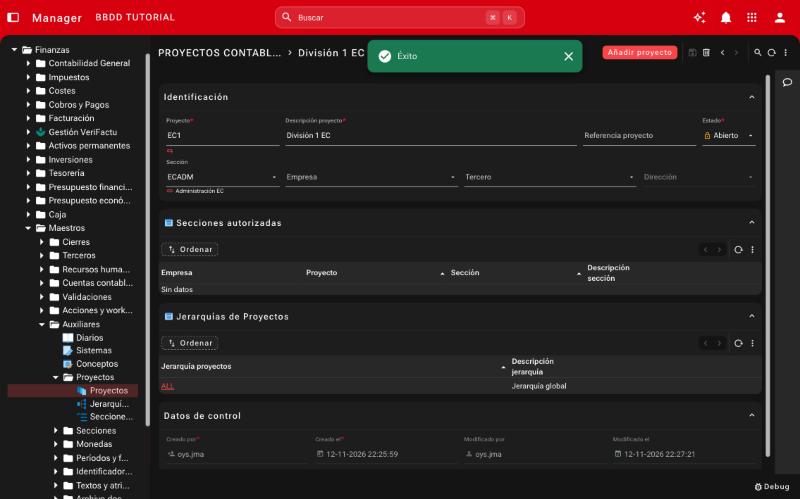 Manager
BBDD TUTORIAL
Buscar
⌘ K
Finanzas
Contabilidad General
Impuestos
Costes
Cobros y Pagos
Facturación
Gestión VeriFactu
Activos permanentes
Inversiones
Tesorería
Presupuesto financi...
Presupuesto econó...
Caja
Maestros
Cierres
Terceros
Recursos huma...
Cuentas contabl...
Validaciones
Acciones y work...
Auxiliares
Diarios
Sistemas
Conceptos
Proyectos
Proyectos
Jerarquí...
Seccione...
Secciones
Monedas
Períodos y f...
Identificador...
Textos y atri...
Archivo doc
PROYECTOS CONTABL... > División 1 EC
Éxito
Añadir proyecto
Identificación
Proyecto* Descripción proyecto* Estado*
EC1 División 1 EC Referencia proyecto Abierto
Sección
ECADM Empresa Tercero Dirección
Administración EC
Secciones autorizadas
Ordenar
Empresa Proyecto Sección Descripción sección
Sin datos
Jerarquías de Proyectos
Ordenar
Jerarquía proyectos Descripción jerarquía
ALL Jerarquía global
Datos de control
Creado por* Creado el* Modificado por Modificado el
oys.jma 12-11-2026 22:25:59 oys.jma 12-11-2026 22:27:21
Debug